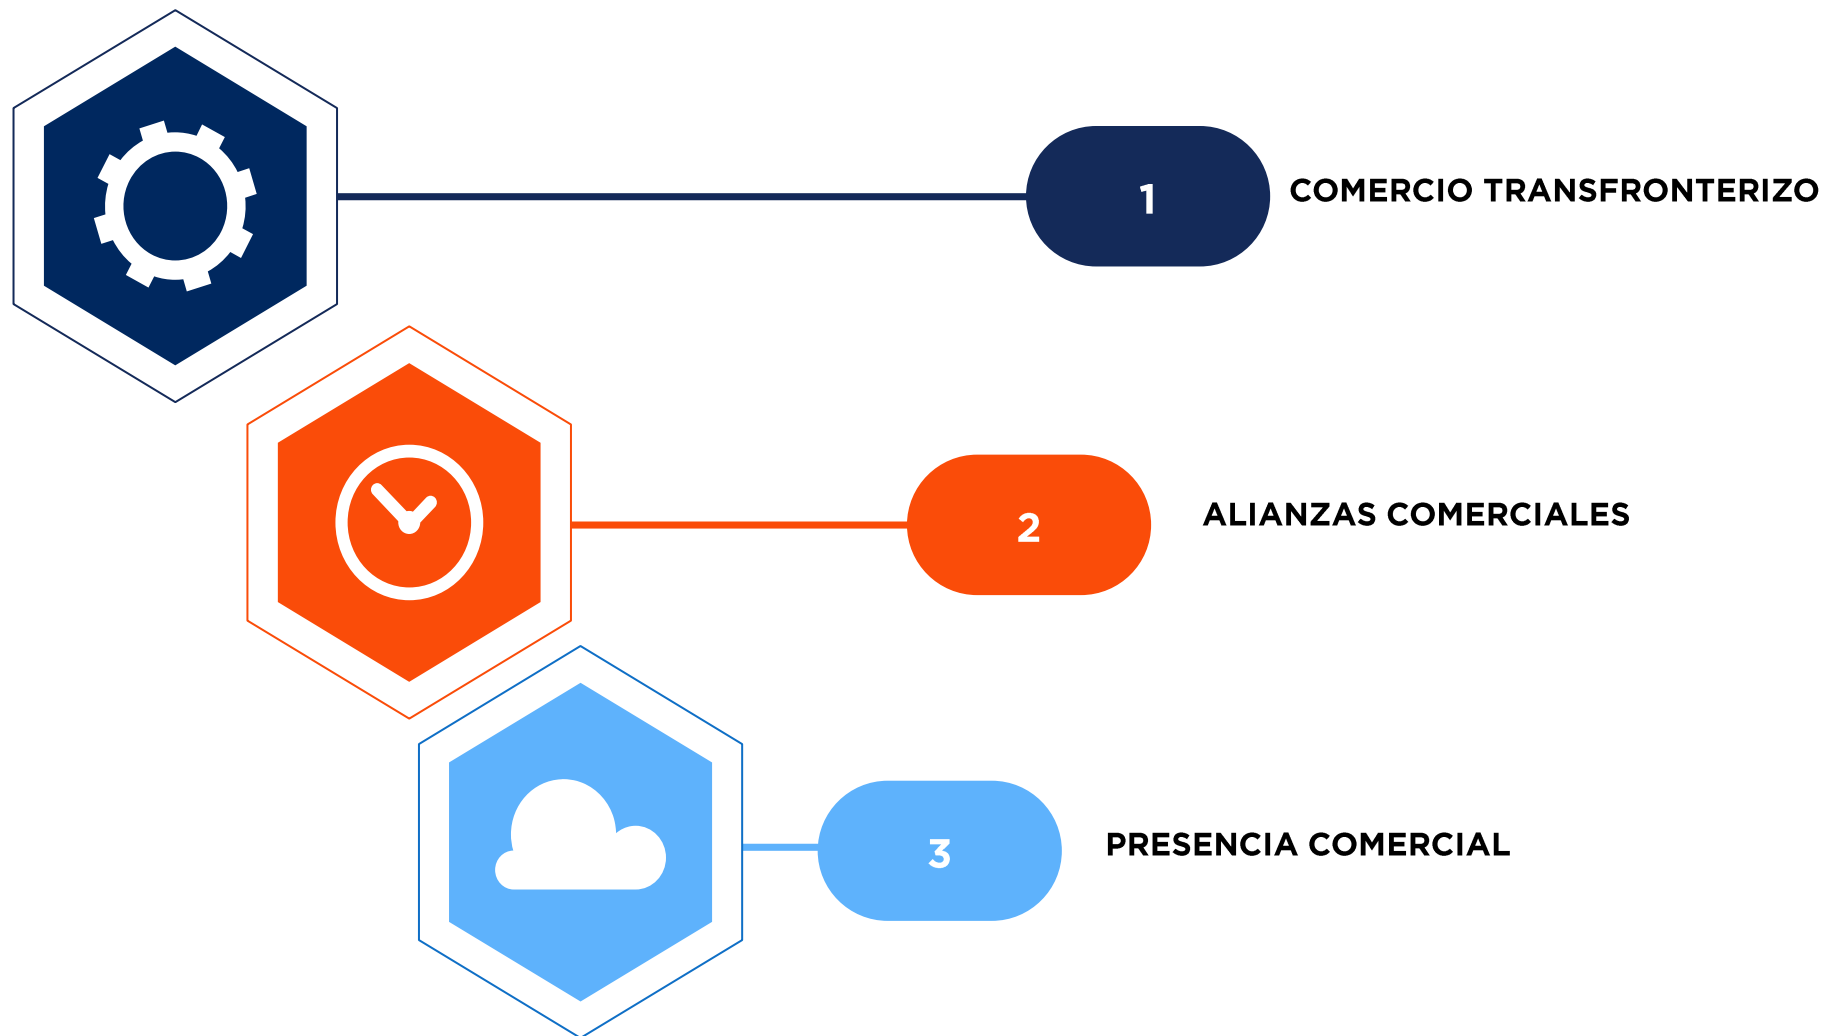 1
COMERCIO TRANSFRONTERIZO
2
ALIANZAS COMERCIALES
3
PRESENCIA COMERCIAL